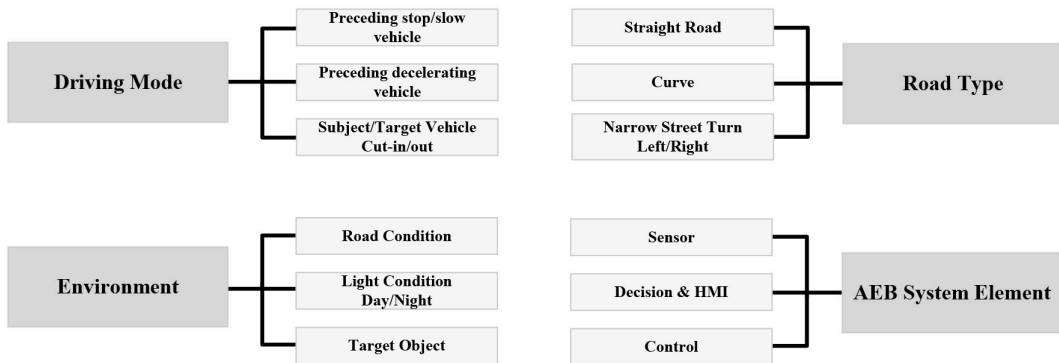 Driving Mode
Preceding stop/slow
vehicle
Preceding decelerating
vehicle
Subject/Target Vehicle
Cut-in/out
Straight Road
Curve
Narrow Street Turn
Left/Right
Road Type
Environment
Road Condition
Light Condition
Day/Night
Target Object
Sensor
Decision & HMI
Control
AEB System Element